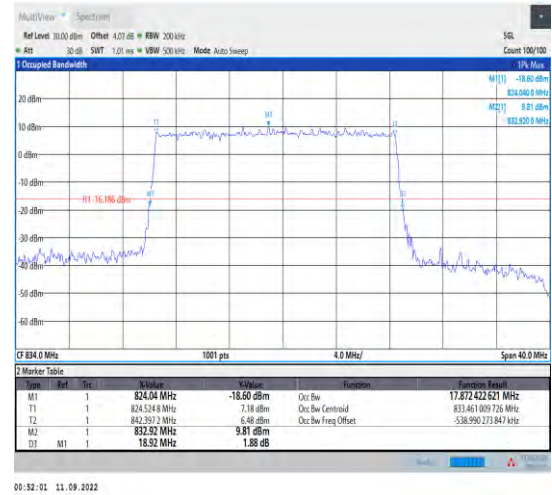 MultiView Spectrum
Ref Level 30.00 dBm Offset 4.07 dB RBW 200 kHz SGL
Att 30 dB SWT 1.01 ms VBW 500 kHz Mode Auto Sweep Count 100/100
1 Occupied Bandwidth 1Pk Max
M1[1] -18.60 dBm
824.040 0 MHz
20 dBm M2[1] 9.81 dBm
832.920 0 MHz
M2
T1 T2
10 dBm
0 dBm
-10 dBm
H1 -16.186 dBm M1 D3
-20 dBm
-30 dBm
-40 dBm
-50 dBm
-60 dBm
CF 834.0 MHz 1001 pts 4.0 MHz/ Span 40.0 MHz
2 Marker Table
Type Ref Trc X-Value Y-Value Function Function Result
M1 1 824.04 MHz -18.60 dBm Occ Bw 17.872 422 621 MHz
T1 1 824.524 8 MHz 7.18 dBm Occ Bw Centroid 833.461 009 726 MHz
T2 1 842.397 2 MHz 6.48 dBm Occ Bw Freq Offset -538.990 273 847 kHz
M2 1 832.92 MHz 9.81 dBm
D3 M1 1 18.92 MHz 1.88 dB
00:52:01 11.09.2022